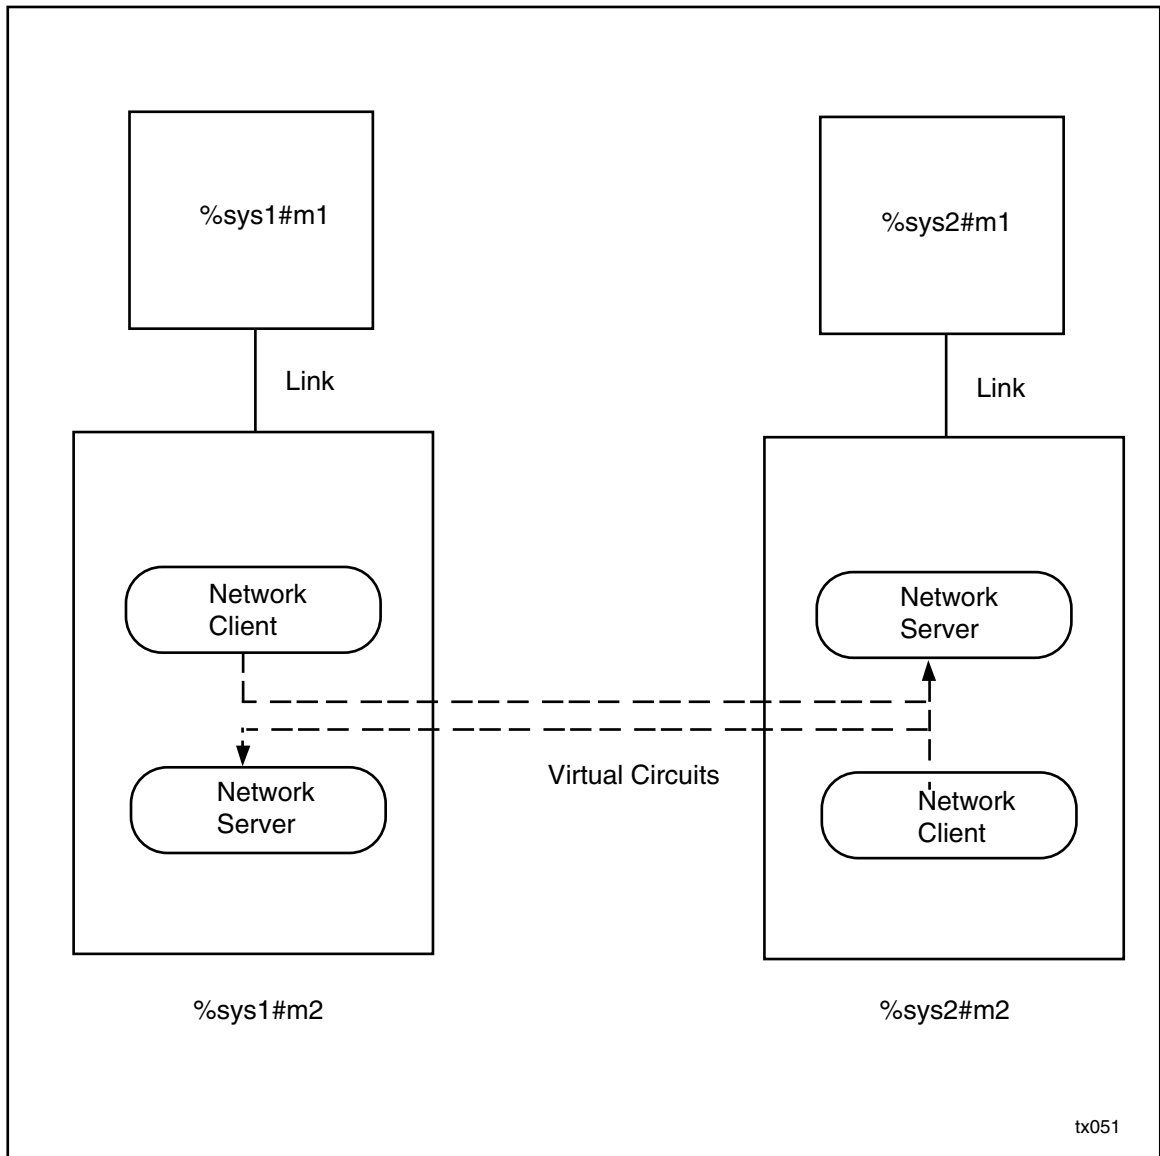 %sys1#m1
%sys2#m1
Link
Link
Network
Client
Network
Server
Virtual Circuits
Network
Server
Network
Client
%sys1#m2
%sys2#m2
tx051